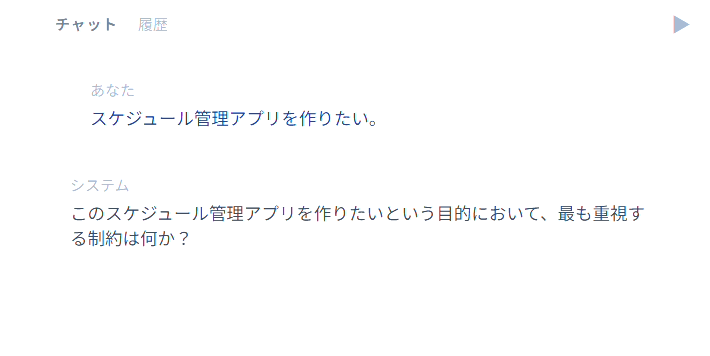 チャット 履歴
あなた
スケジュール管理アプリを作りたい。
システム
このスケジュール管理アプリを作りたいという目的において、最も重視す
る制約は何か？